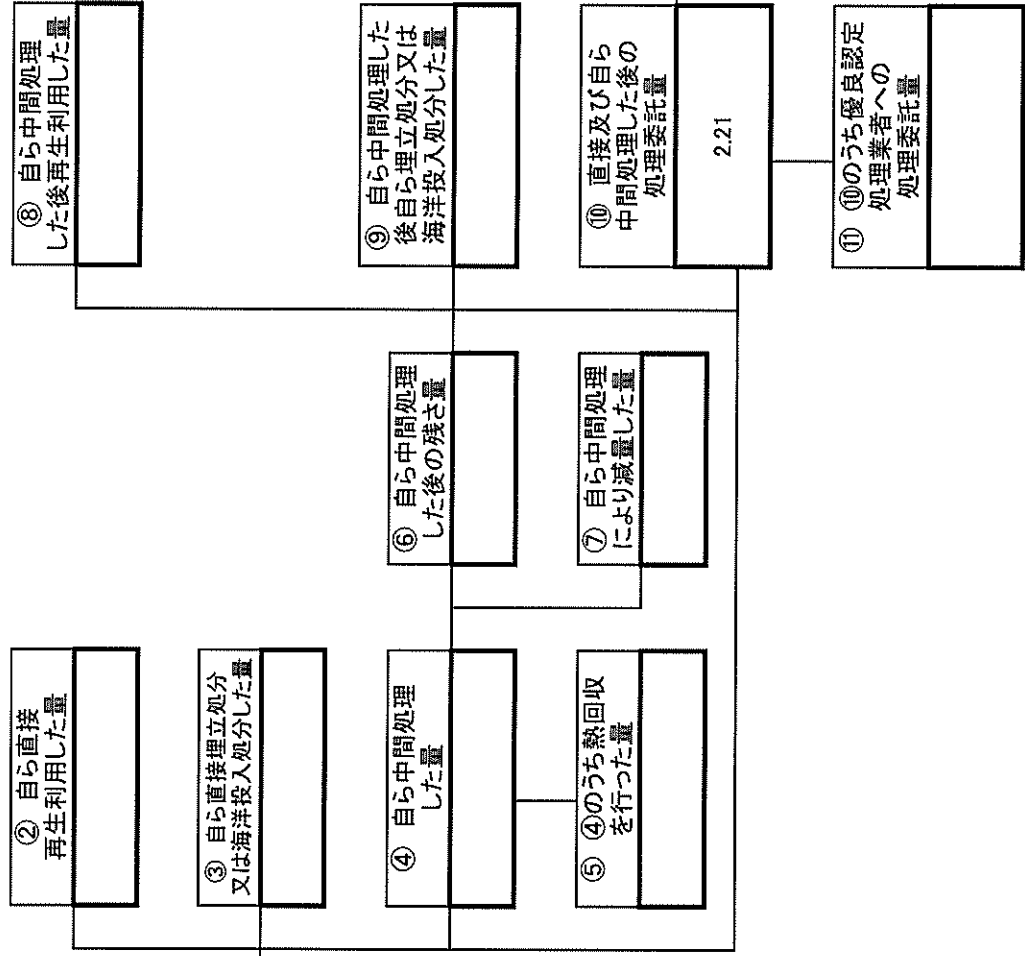 ② 自ら直接
再生利用した量
③ 自ら直接埋立処分
又は海洋投入処分した量
④ 自ら中間処理
した量
⑤ ④のうち熱回収
を行った量
⑥ 自ら中間処理
した後の残さ量
⑦ 自ら中間処理
により減量した量
⑧ 自ら中間処理
した後再生利用した量
⑨ 自ら中間処理した
後自ら埋立処分又は
海洋投入処分した量
⑩ 直接及び自ら
中間処理した後の
処理委託量
2.21
⑪ ⑩のうち優良認定
処理業者への
処理委託量